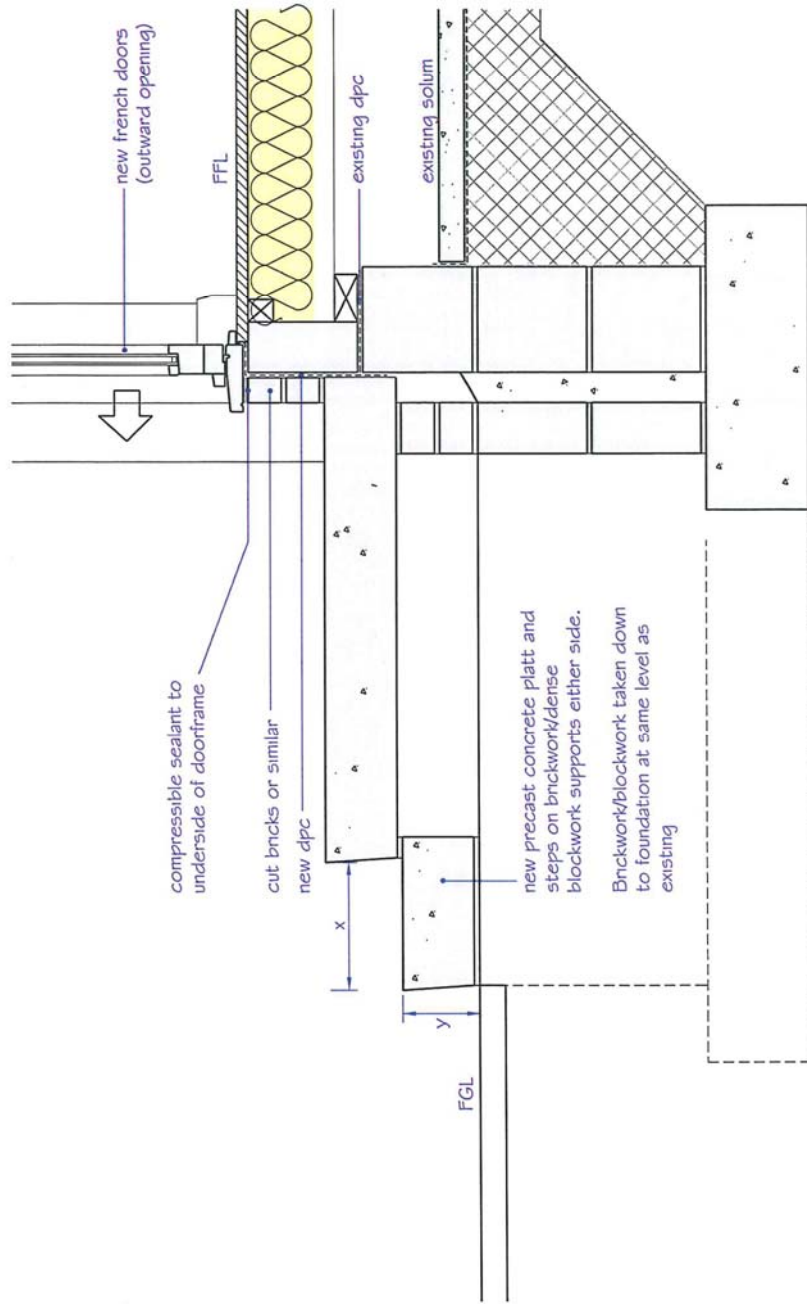 new french doors
(outward opening)
FFL
existing dpc
existing solum
compressible sealant to
underside of doorframe
cut bricks or similar
new dpc
x
y
FGL
new precast concrete platt and
steps on brickwork/dense
blockwork supports either side.
Brickwork/blockwork taken down
to foundation at same level as
existing